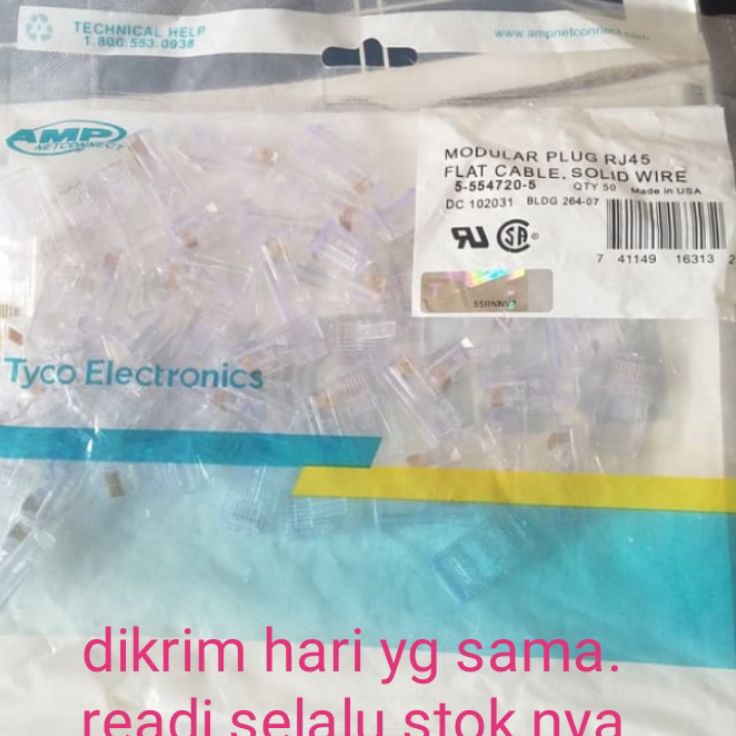 TECHNICAL HELP
1.800.553.0938
www.ampnetconnect.com
AMP
NETCONNECT
MODULAR PLUG RJ45
FLAT CABLE, SOLID WIRE
5-554720-5 QTY 50 Made in USA
DC 102031 BLDG 264-07
SA
7 41149 16313 2
Tyco Electronics
dikrim hari yg sama.
readi selalu stok nya